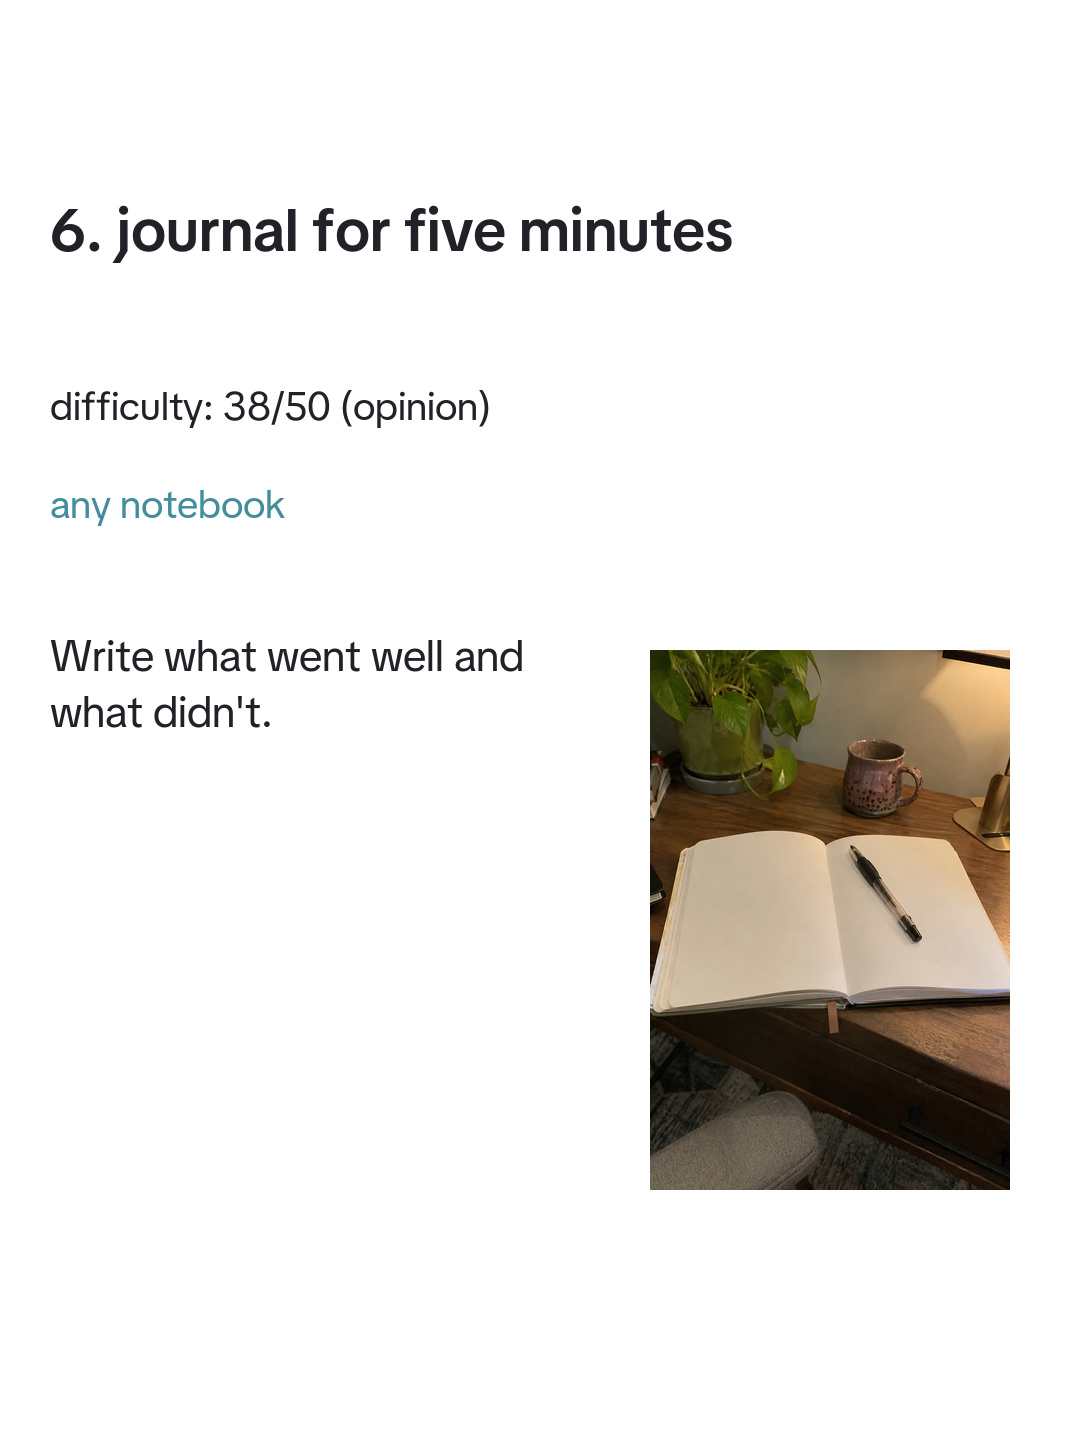 6. journal for five minutes
difficulty: 38/50 (opinion)
any notebook
Write what went well and
what didn't.